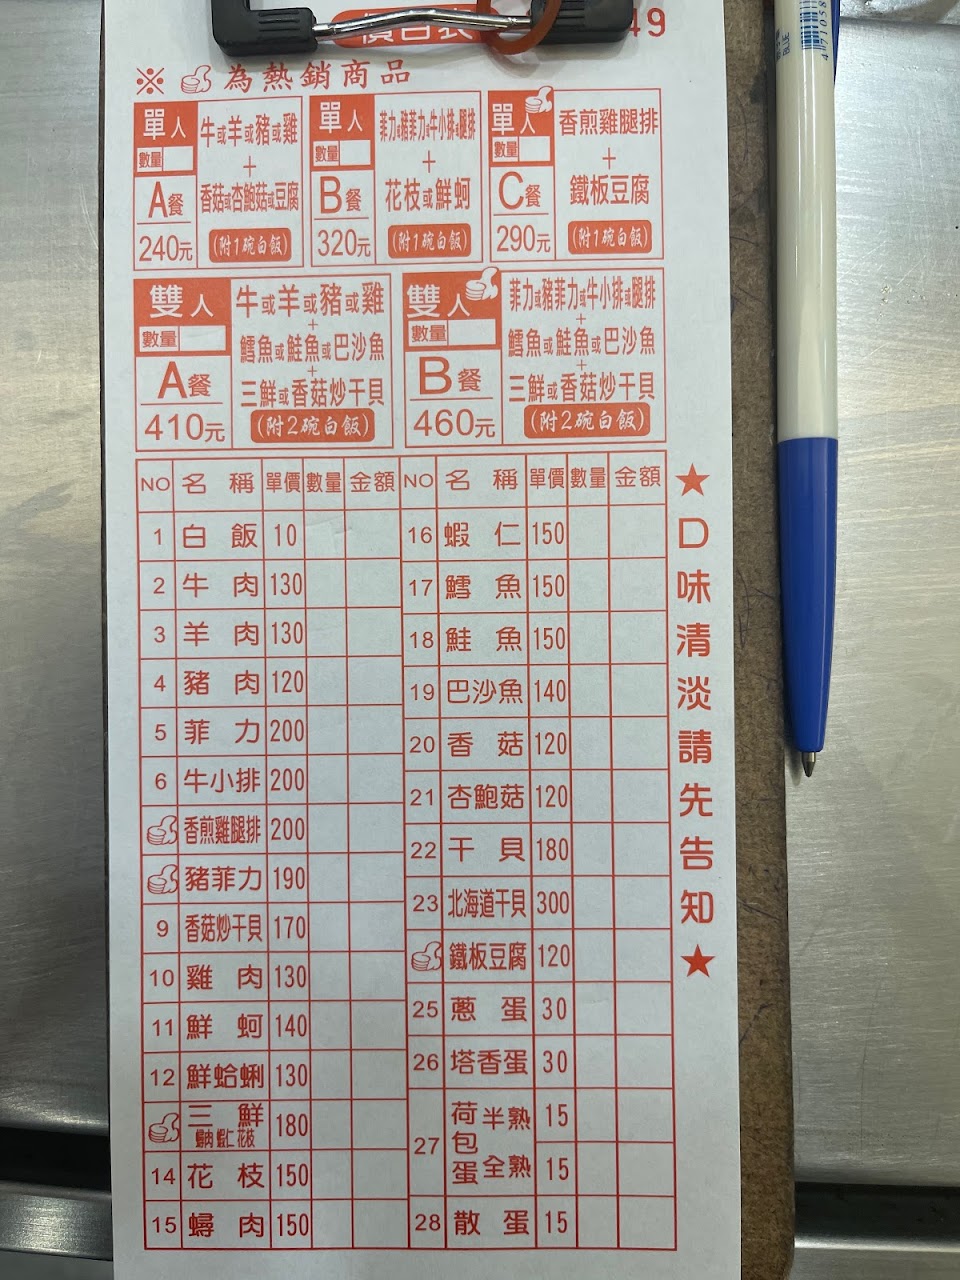 價目表
49
※ 為熱銷商品
單人
數量
A餐
240元
牛或羊或豬或雞
+
香菇或杏鮑菇或豆腐
(附1碗白飯)
單人
數量
B餐
320元
菲力或豬菲力或牛小排或腿排
+
花枝或鮮蚵
(附1碗白飯)
單人
數量
C餐
290元
香煎雞腿排
+
鐵板豆腐
(附1碗白飯)
雙人
數量
A餐
410元
牛或羊或豬或雞
+
鱈魚或鮭魚或巴沙魚
+
三鮮或香菇炒干貝
(附2碗白飯)
雙人
數量
B餐
460元
菲力或豬菲力或牛小排或腿排
+
鱈魚或鮭魚或巴沙魚
+
三鮮或香菇炒干貝
(附2碗白飯)
NO 名稱 單價 數量 金額
1 白飯 10
2 牛肉 130
3 羊肉 130
4 豬肉 120
5 菲力 200
6 牛小排 200
香煎雞腿排 200
豬菲力 190
9 香菇炒干貝 170
10 雞肉 130
11 鮮蚵 140
12 鮮蛤蜊 130
三鮮 180
蟳肉 蝦仁 花枝
14 花枝 150
15 蟳肉 150
NO 名稱 單價 數量 金額
16 蝦仁 150
17 鱈魚 150
18 鮭魚 150
19 巴沙魚 140
20 香菇 120
21 杏鮑菇 120
22 干貝 180
23 北海道干貝 300
鐵板豆腐 120
25 蔥蛋 30
26 塔香蛋 30
27 荷包蛋 半熟 15
全熟 15
28 散蛋 15
★口味清淡請先告知★
BLUE